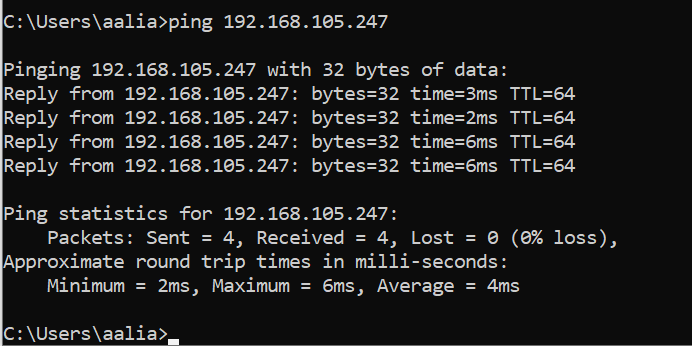 C:\Users\aalia>ping 192.168.105.247
Pinging 192.168.105.247 with 32 bytes of data:
Reply from 192.168.105.247: bytes=32 time=3ms TTL=64
Reply from 192.168.105.247: bytes=32 time=2ms TTL=64
Reply from 192.168.105.247: bytes=32 time=6ms TTL=64
Reply from 192.168.105.247: bytes=32 time=6ms TTL=64
Ping statistics for 192.168.105.247:
    Packets: Sent = 4, Received = 4, Lost = 0 (0% loss),
Approximate round trip times in milli-seconds:
    Minimum = 2ms, Maximum = 6ms, Average = 4ms
C:\Users\aalia>